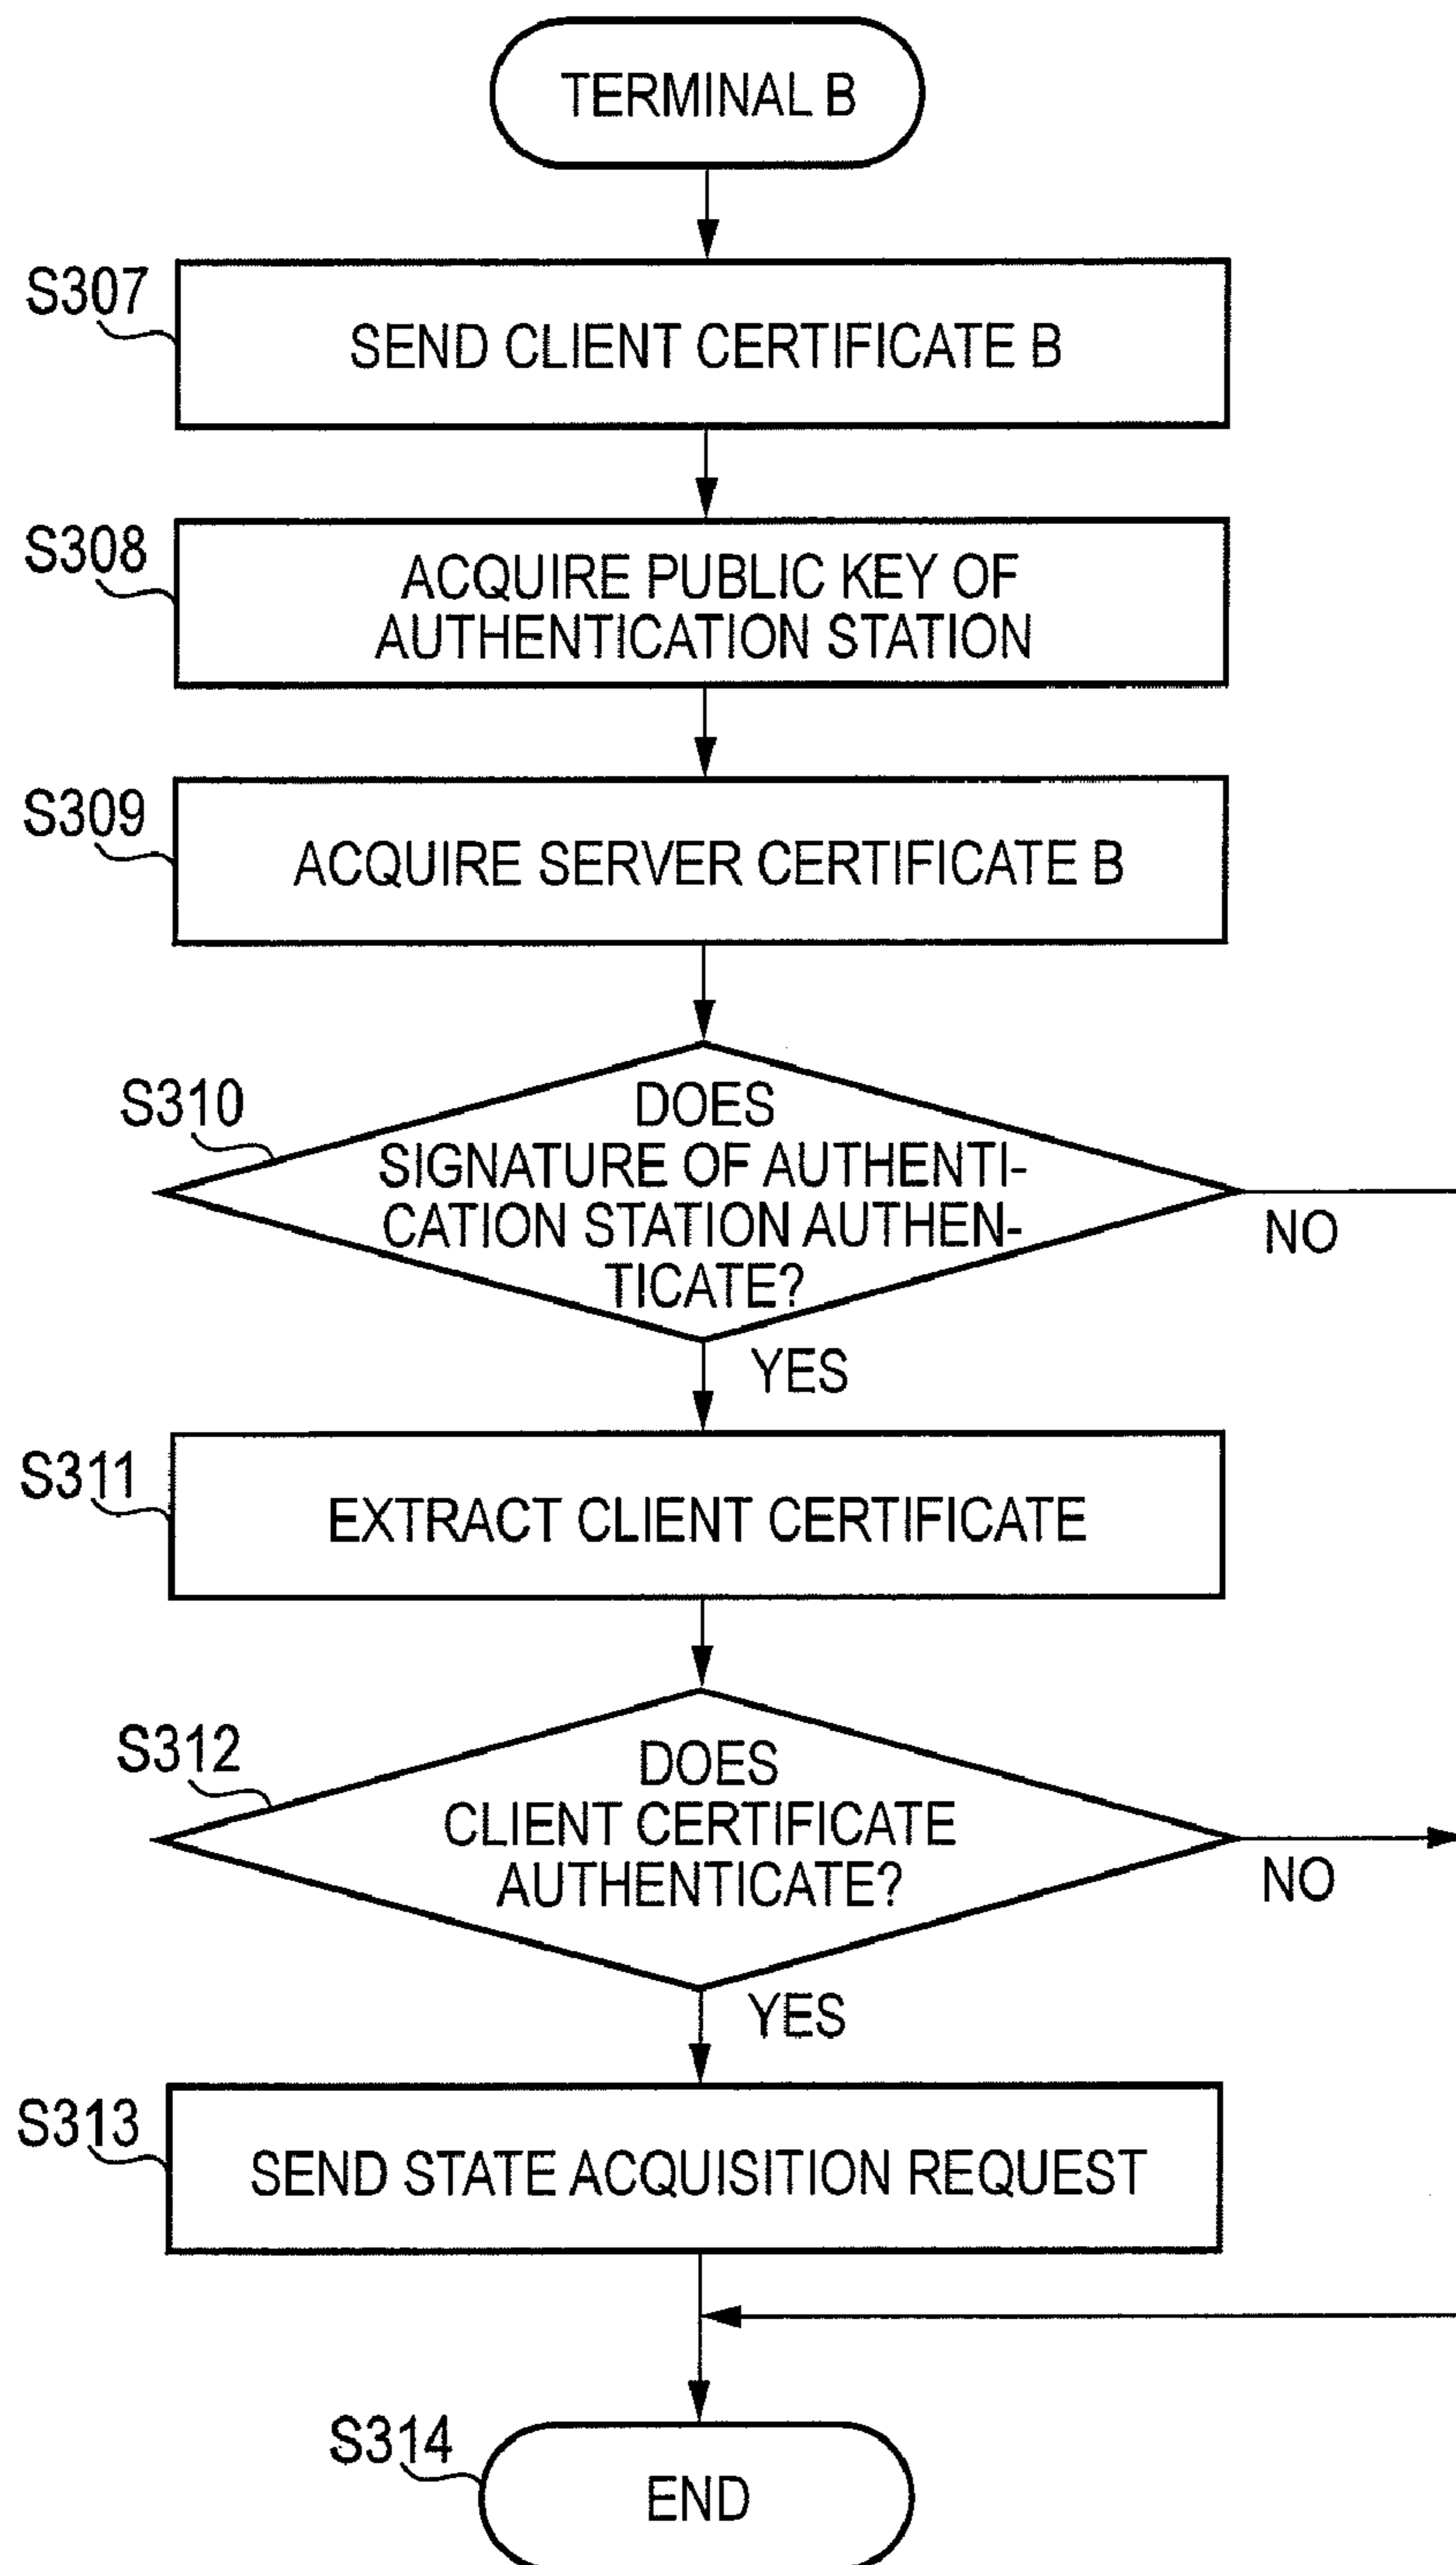 TERMINAL B
S307
SEND CLIENT CERTIFICATE B
S308
ACQUIRE PUBLIC KEY OF
AUTHENTICATION STATION
S309
ACQUIRE SERVER CERTIFICATE B
S310
DOES
SIGNATURE OF AUTHENTI-
CATION STATION AUTHEN-
TICATE?
NO
YES
S311
EXTRACT CLIENT CERTIFICATE
S312
DOES
CLIENT CERTIFICATE
AUTHENTICATE?
NO
YES
S313
SEND STATE ACQUISITION REQUEST
S314
END